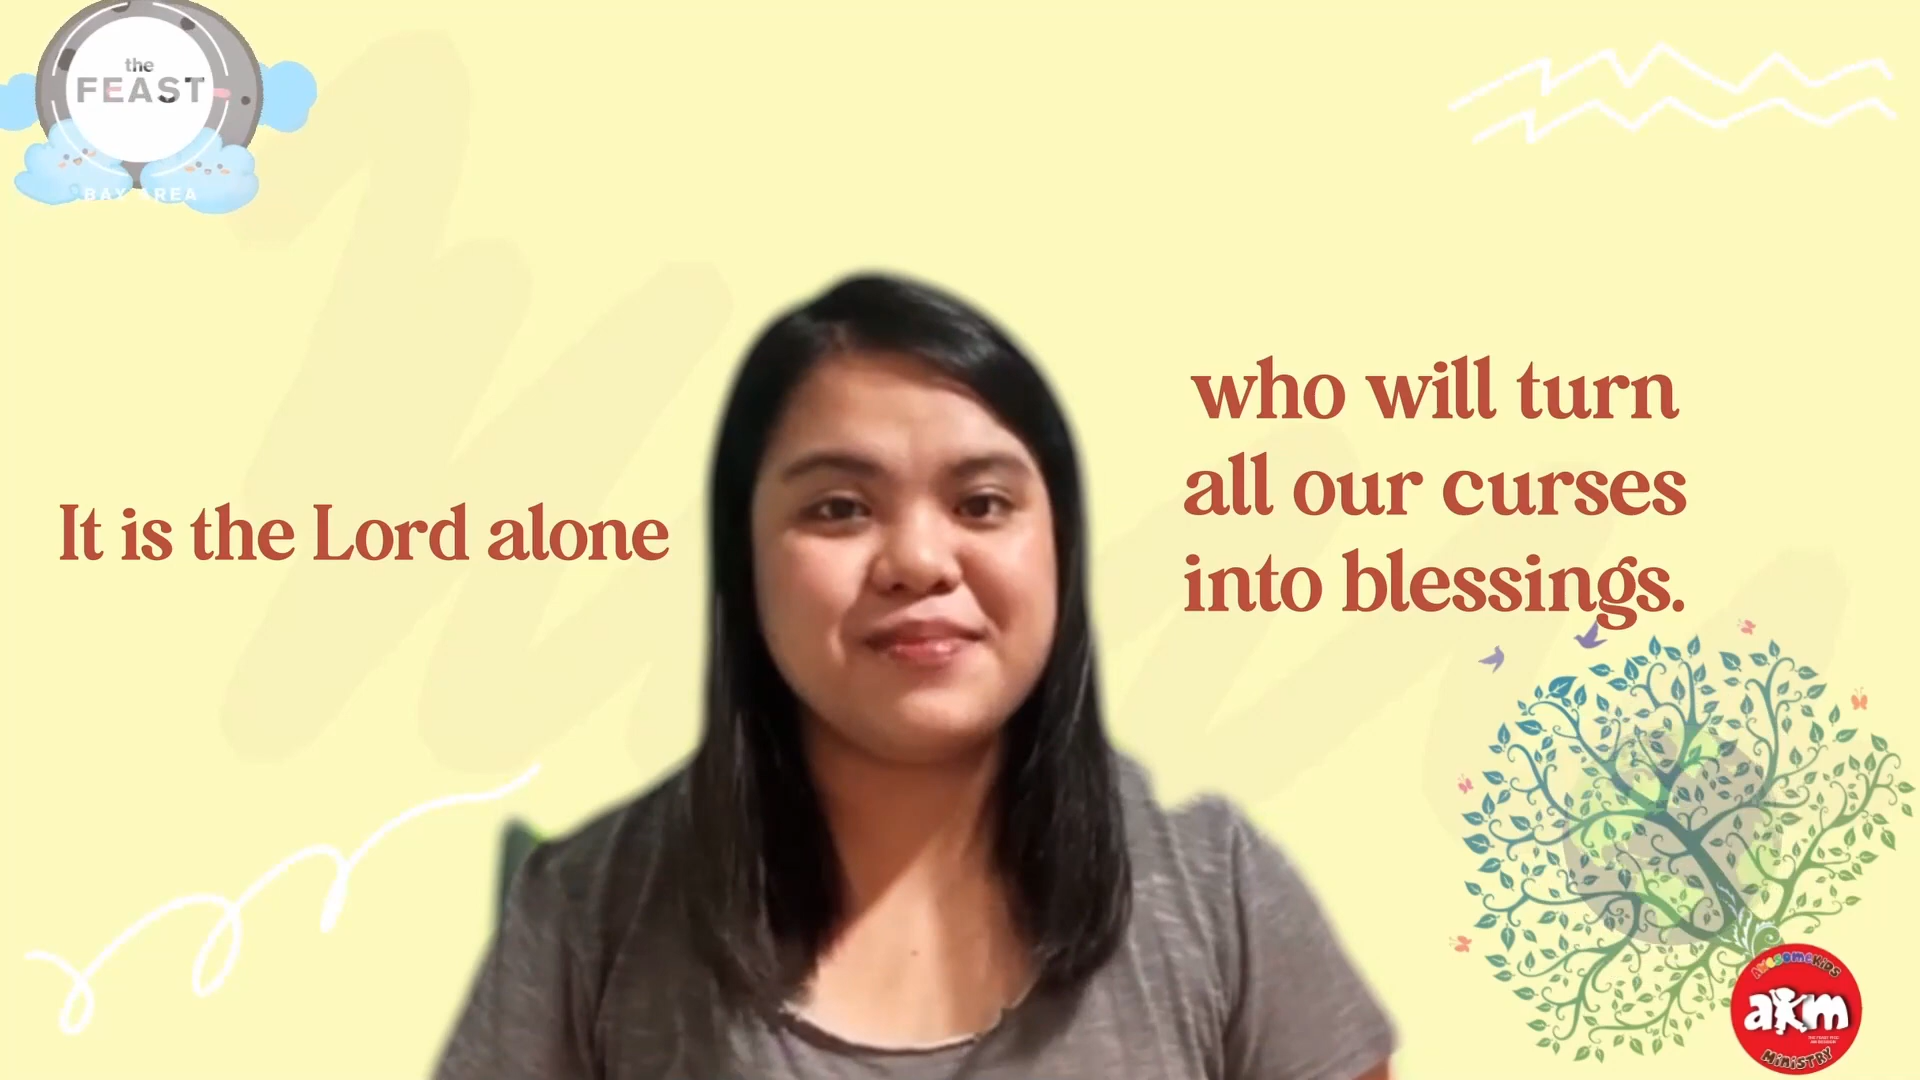 the
FEAST
BAY AREA
It is the Lord alone
who will turn
all our curses
into blessings.
AWESOMEKIDS
akm
MINISTRY